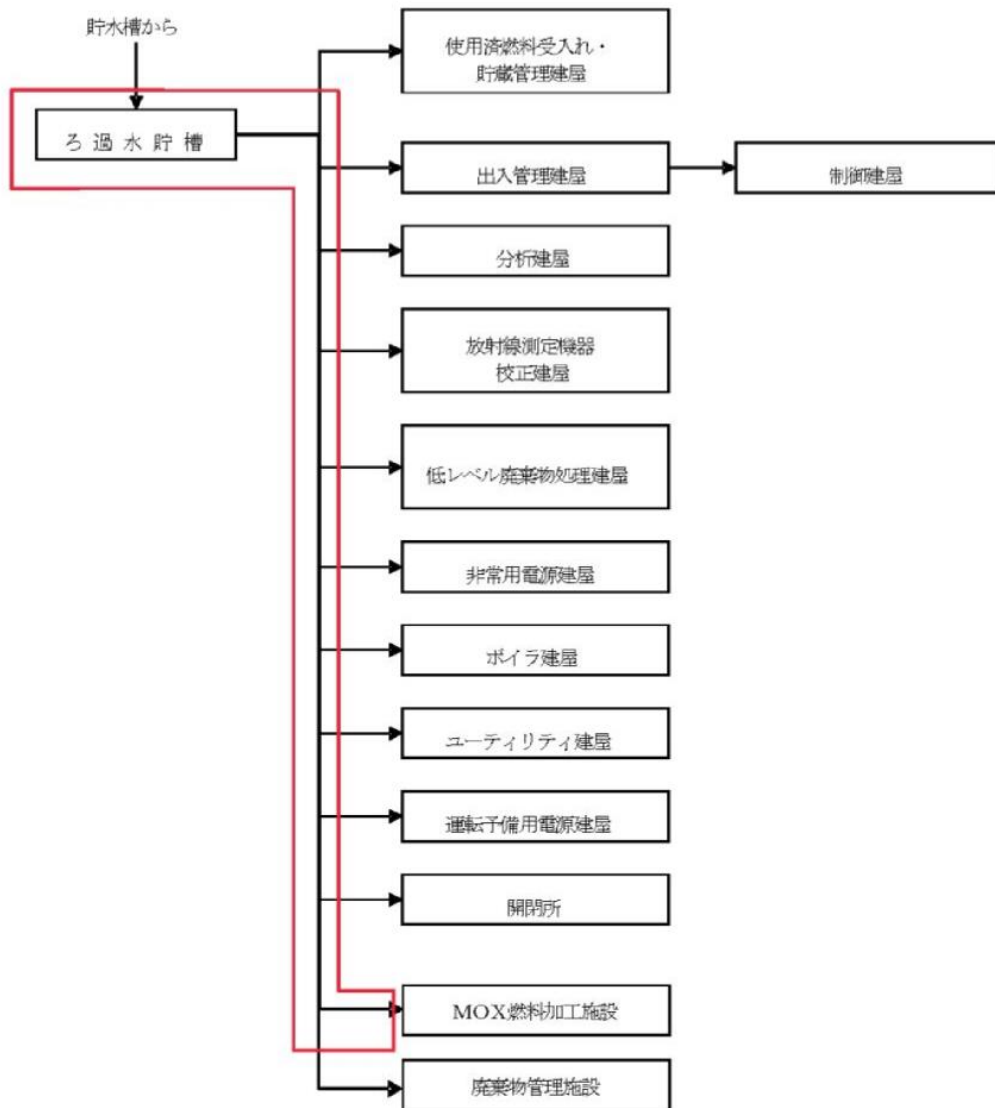 貯水槽から
ろ過水貯槽
使用済燃料受入れ・
貯蔵管理建屋
出入管理建屋
制御建屋
分析建屋
放射線測定機器
校正建屋
低レベル廃棄物処理建屋
非常用電源建屋
ボイラ建屋
ユーティリティ建屋
運転予備用電源建屋
開閉所
MOX燃料加工施設
廃棄物管理施設